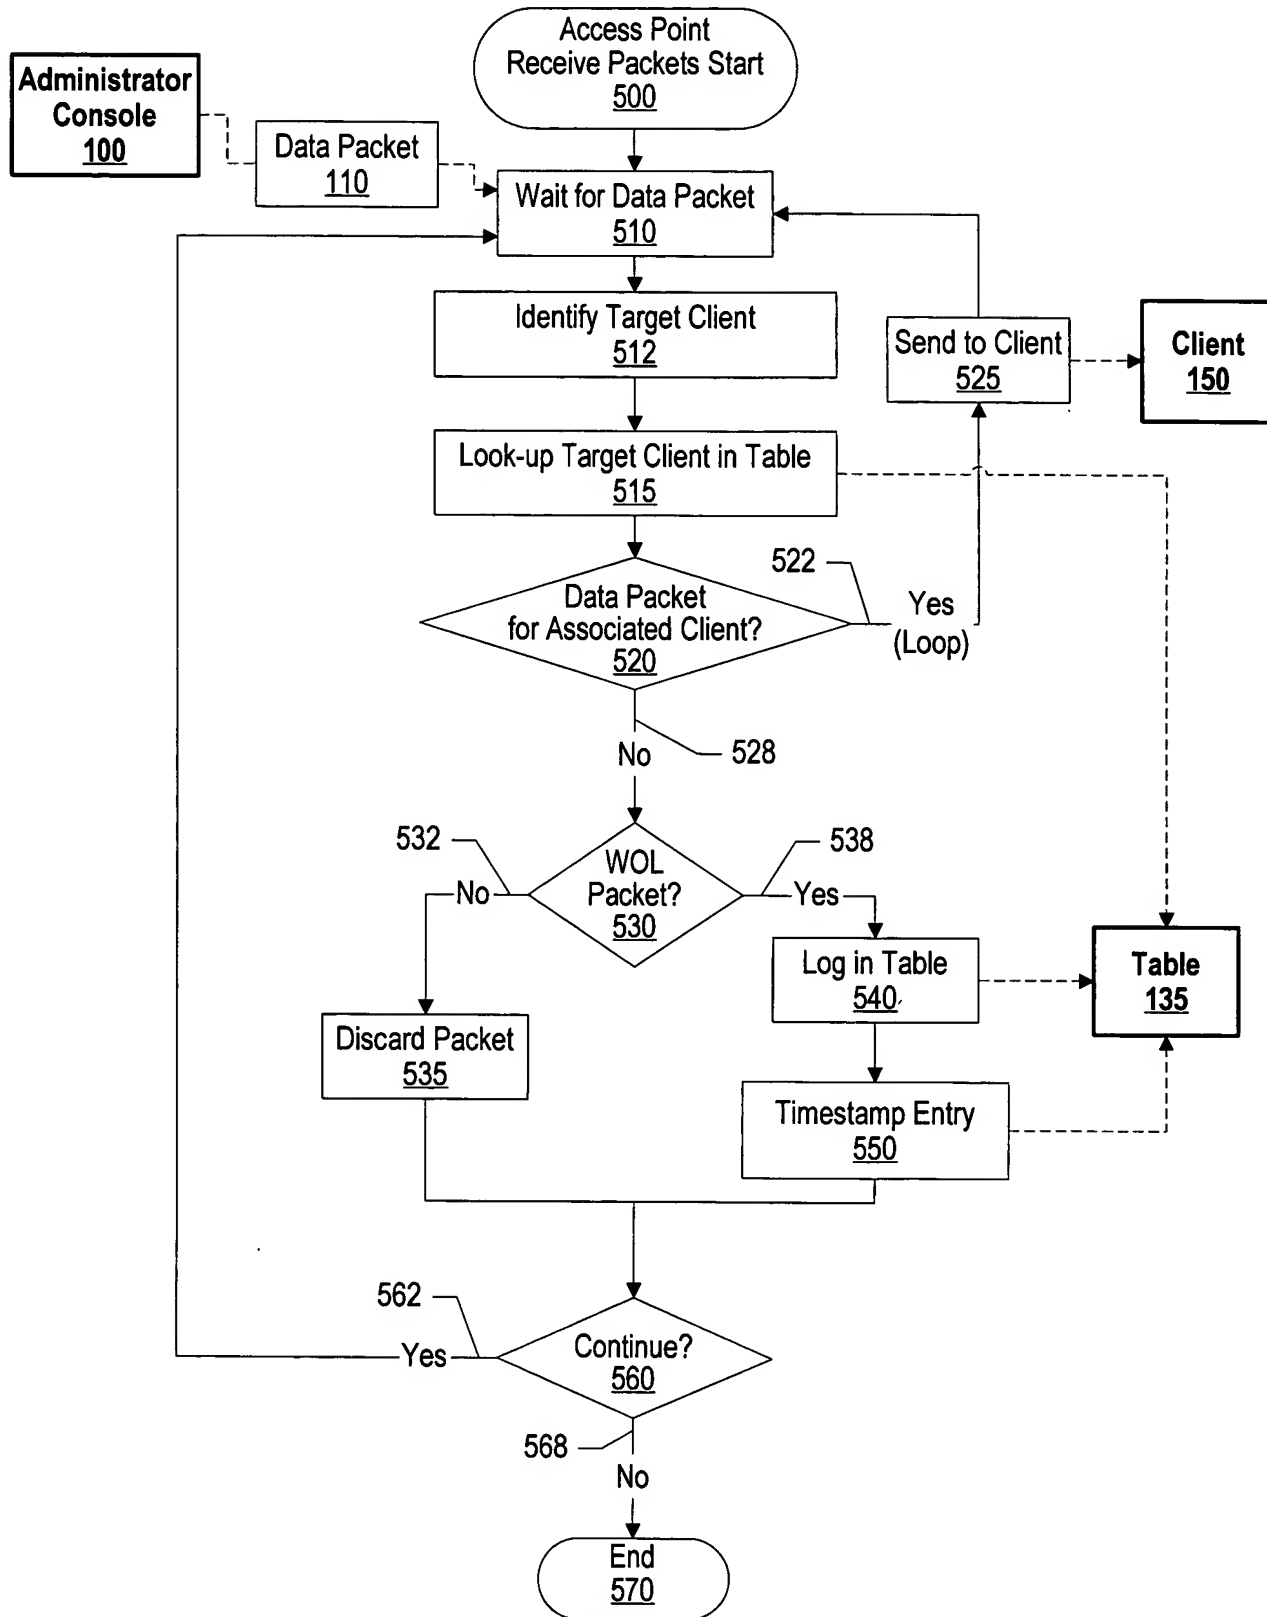 Access Point
Receive Packets Start
500
Administrator
Console
100
Data Packet
110
Wait for Data Packet
510
Identify Target Client
512
Send to Client
525
Client
150
Look-up Target Client in Table
515
522
Data Packet
for Associated Client?
520
Yes
(Loop)
528
No
532
538
WOL
Packet?
530
No
Yes
Log in Table
540
Table
135
Discard Packet
535
Timestamp Entry
550
562
Continue?
560
Yes
568
No
End
570